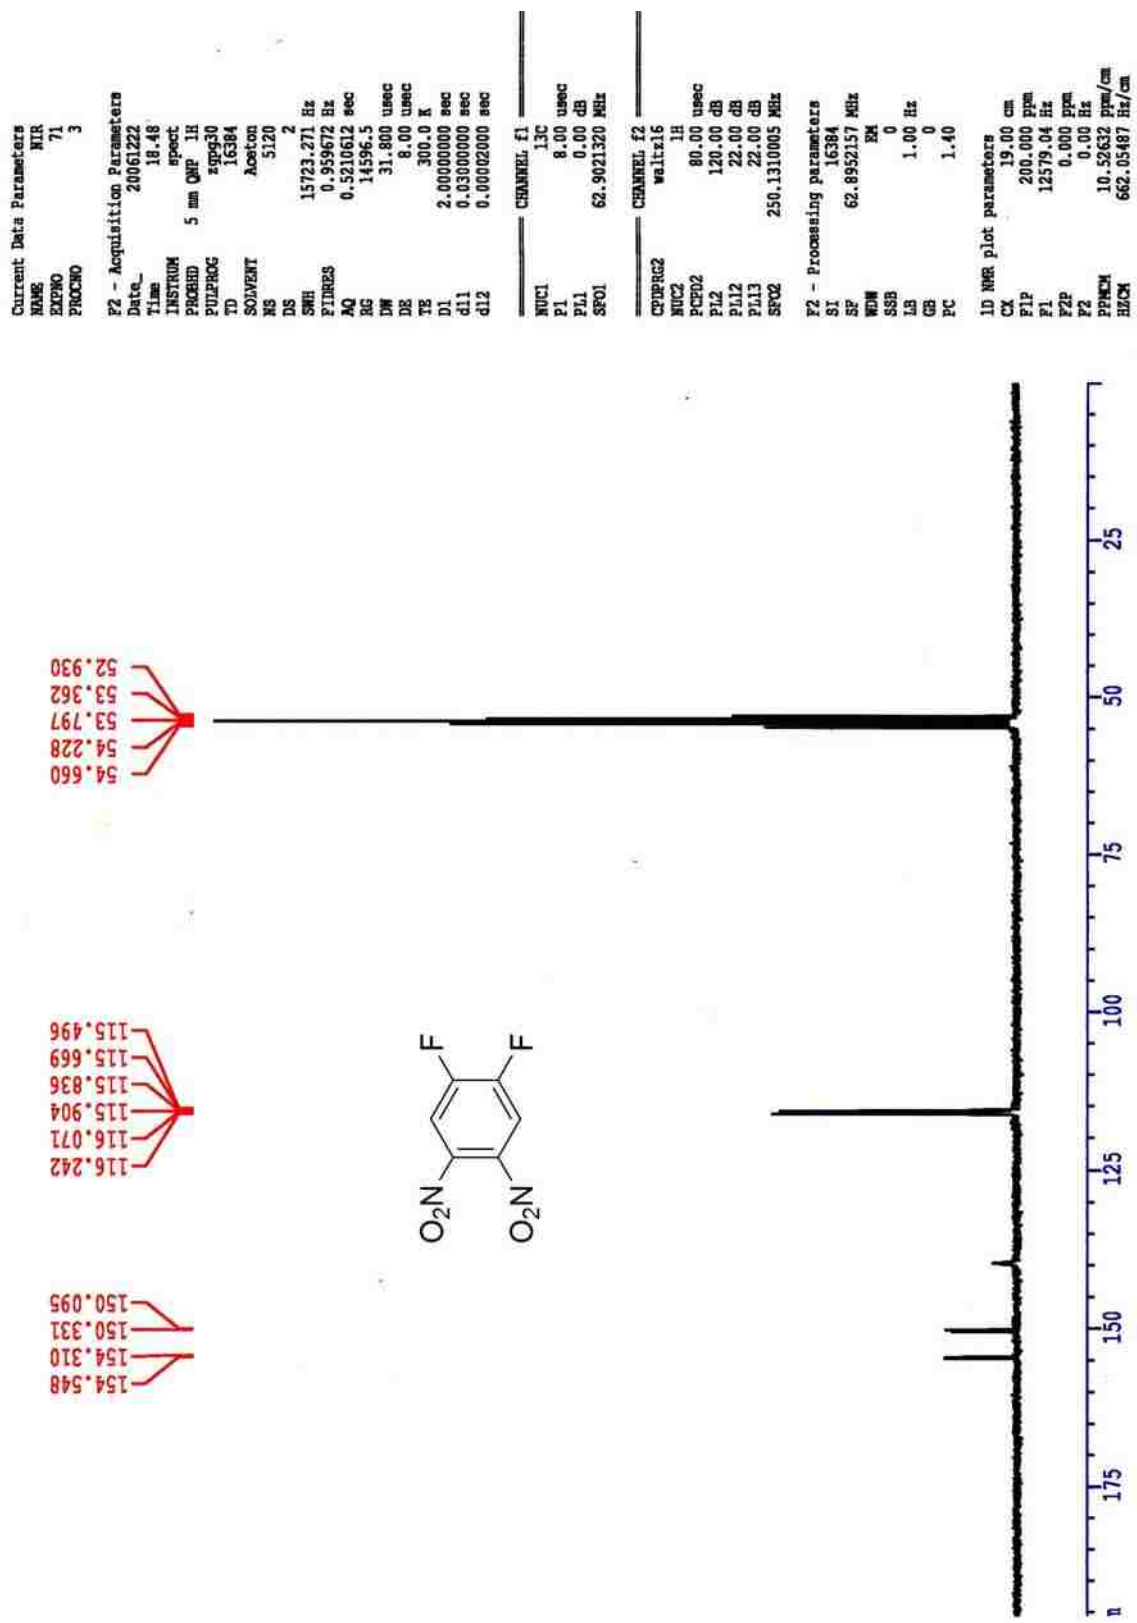 Current Data Parameters
NAME NIR
EXPNO 71
PROCNO 3
F2 - Acquisition Parameters
Date_ 20061222
Time 18.48
INSTRUM spect
PROBHD 5 mm QNP 1H
PULPROG zgpg30
TD 16384
SOLVENT Aceton
NS 5120
DS 2
SWH 15723.271 Hz
FIDRES 0.959672 Hz
AQ 0.5210612 sec
RG 14596.5
DW 31.800 usec
DE 8.00 usec
TE 300.0 K
D1 2.00000000 sec
d11 0.03000000 sec
d12 0.00002000 sec
CHANNEL f1
NUC1 13C
P1 8.00 usec
PL1 0.00 dB
SFO1 62.9021320 MHz
CHANNEL f2
CPDPRG2 waltz16
NUC2 1H
PCPD2 80.00 usec
PL2 120.00 dB
PL12 22.00 dB
PL13 22.00 dB
SFO2 250.1310005 MHz
F2 - Processing parameters
SI 16384
SF 62.8952157 MHz
WDW EM
SSB 0
LB 1.00 Hz
GB 0
PC 1.40
1D NMR plot parameters
CX 19.00 cm
F1P 200.000 ppm
F1 12579.04 Hz
F2P 0.000 ppm
F2 0.00 Hz
PPMCM 10.52632 ppm/cm
HZCM 662.05487 Hz/cm
154.548
154.310
150.331
150.095
116.242
116.071
115.904
115.836
115.669
115.496
54.660
54.228
53.797
53.362
52.930
O2N F
O2N F
175 150 125 100 75 50 25